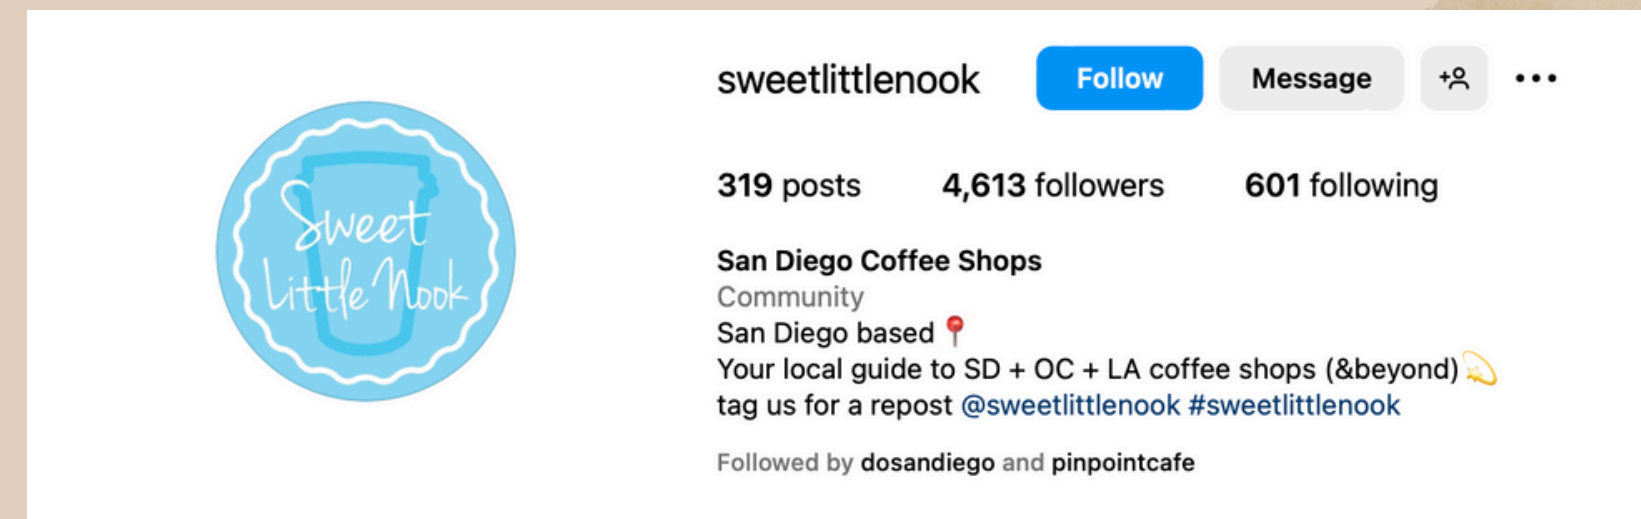 sweetlittlenook Follow Message
319 posts 4,613 followers 601 following
Sweet
Little Nook
San Diego Coffee Shops
Community
San Diego based📍
Your local guide to SD + OC + LA coffee shops (&beyond)💫
tag us for a repost @sweetlittlenook #sweetlittlenook
Followed by dosandiego and pinpointcafe